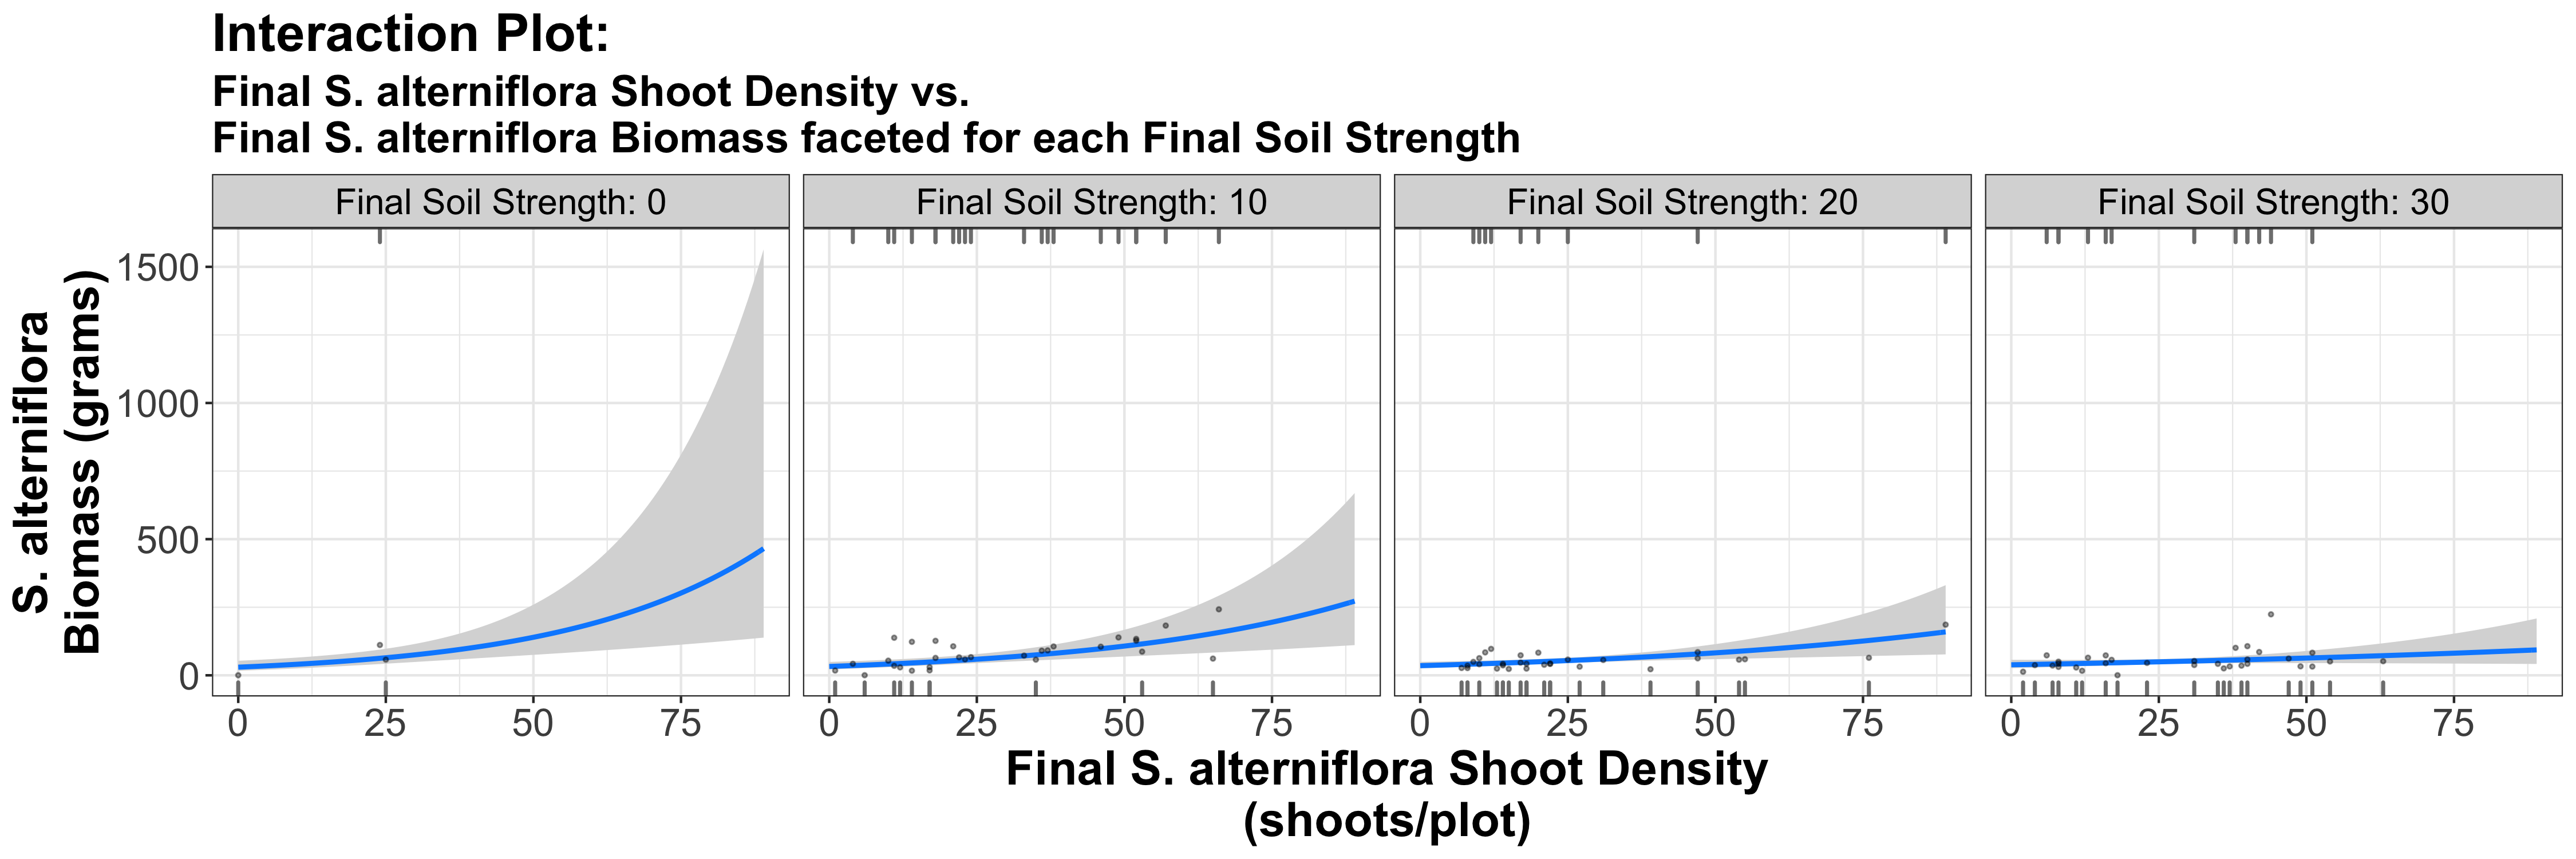 Interaction Plot:
Final S. alterniflora Shoot Density vs.
Final S. alterniflora Biomass faceted for each Final Soil Strength
Final Soil Strength: 0
Final Soil Strength: 10
Final Soil Strength: 20
Final Soil Strength: 30
S. alterniflora
Biomass (grams)
1500
1000
500
0
0 25 50 75
0 25 50 75
0 25 50 75
0 25 50 75
Final S. alterniflora Shoot Density
(shoots/plot)